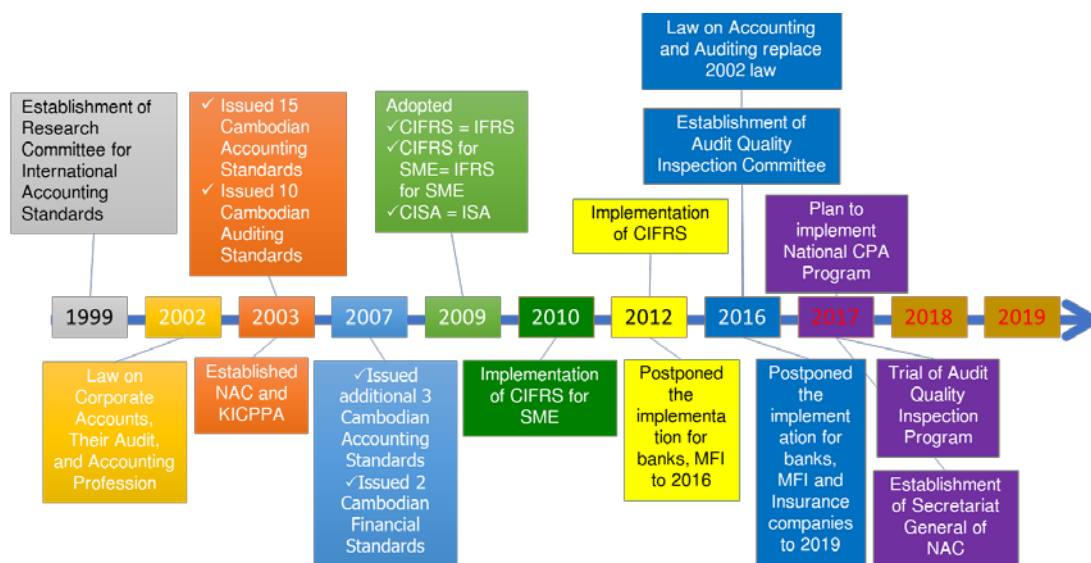 Law on Accounting
and Auditing replace
2002 law
Establishment of
Research
Committee for
International
Accounting
Standards
✓ Issued 15
Cambodian
Accounting
Standards
✓ Issued 10
Cambodian
Auditing
Standards
Adopted
✓CIFRS = IFRS
✓CIFRS for
SME= IFRS
for SME
✓CISA = ISA
Establishment of
Audit Quality
Inspection Committee
Implementation
of CIFRS
Plan to
implement
National CPA
Program
1999
2002
2003
2007
2009
2010
2012
2016
2017
2018
2019
Law on
Corporate
Accounts,
Their Audit,
and Accounting
Profession
Established
NAC and
KICPPA
✓Issued
additional 3
Cambodian
Accounting
Standards
✓Issued 2
Cambodian
Financial
Standards
Implementation
of CIFRS for
SME
Postponed
the
implementa
tion for
banks, MFI
to 2016
Postponed
the
implement
ation for
banks,
MFI and
Insurance
companies
to 2019
Trial of Audit
Quality
Inspection
Program
Establishment
of Secretariat
General of
NAC